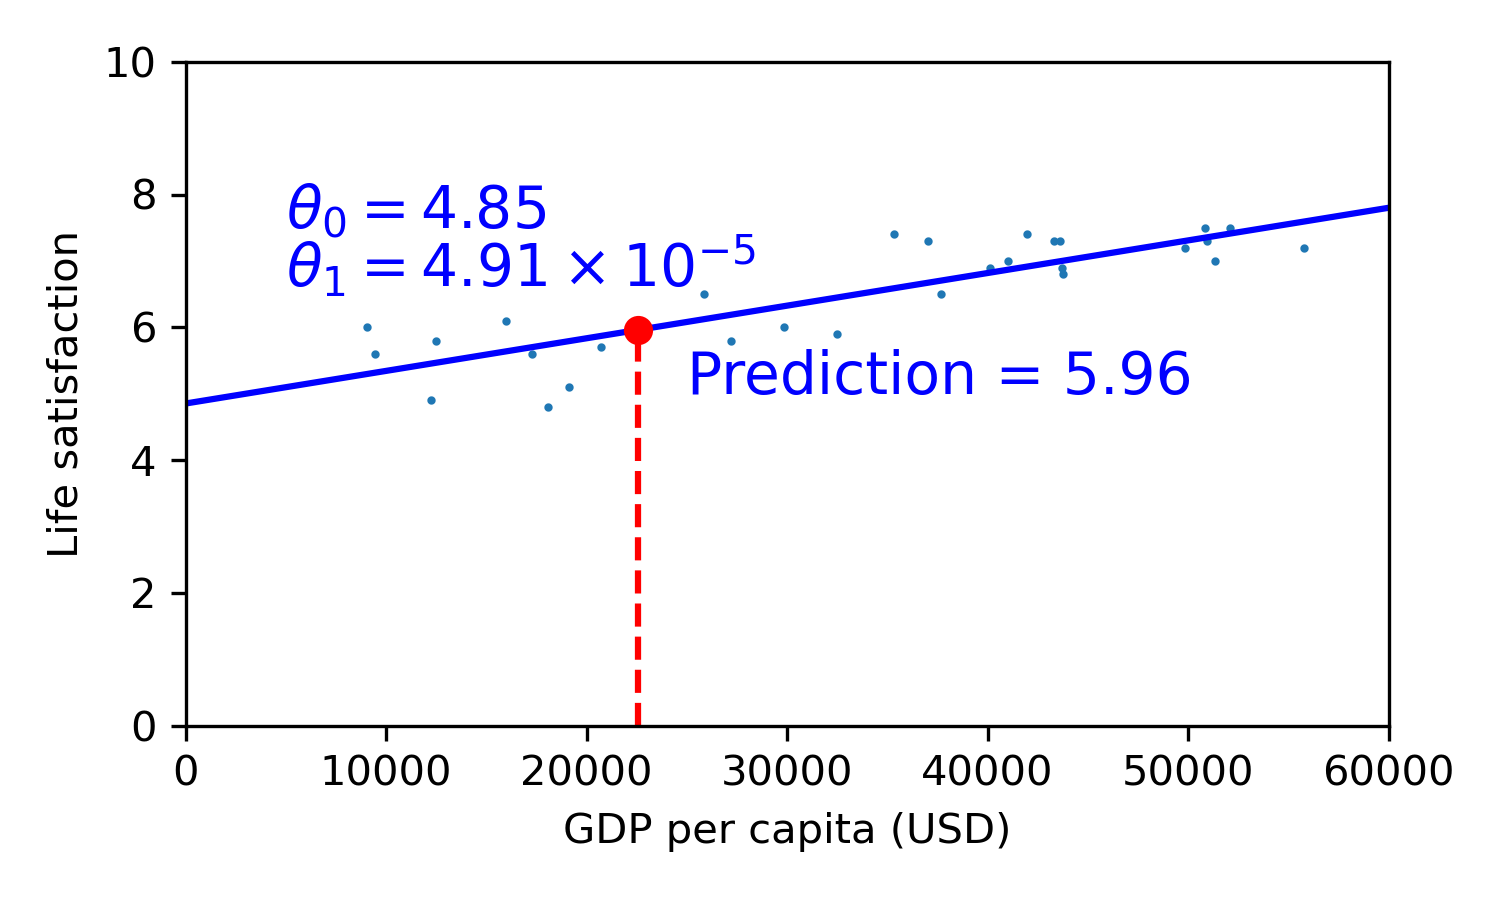 10
8
θ₀ = 4.85
θ₁ = 4.91 × 10⁻⁵
6
Prediction = 5.96
4
2
0
Life satisfaction
0 10000 20000 30000 40000 50000 60000
GDP per capita (USD)